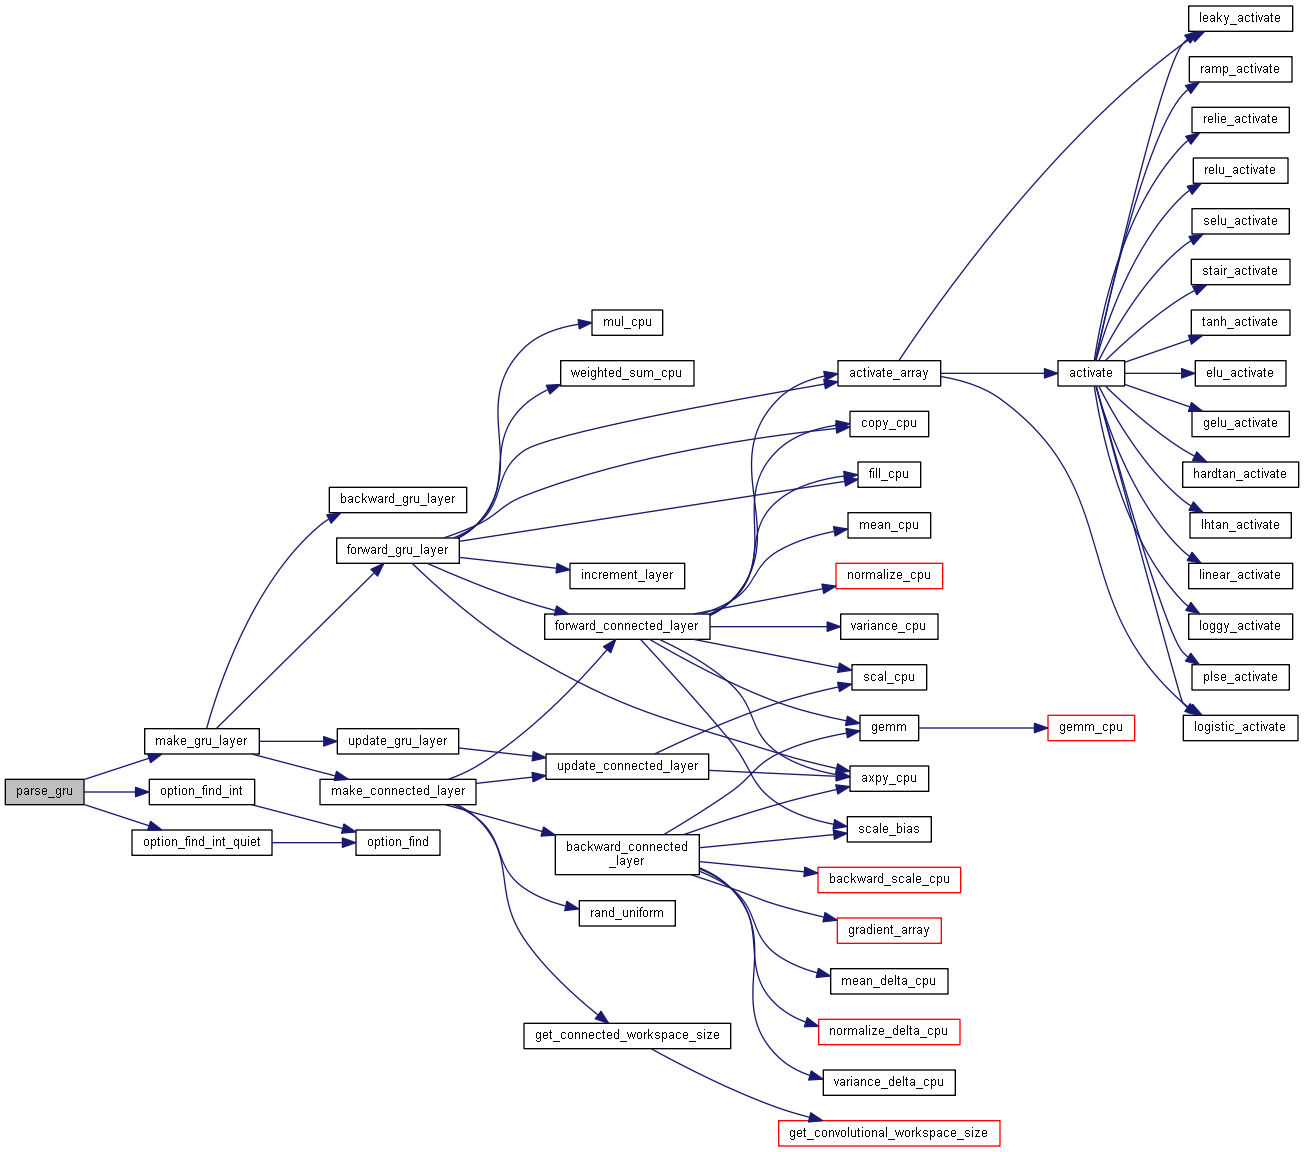 leaky_activate
ramp_activate
relie_activate
relu_activate
selu_activate
stair_activate
mul_cpu
tanh_activate
weighted_sum_cpu
activate_array
activate
elu_activate
copy_cpu
gelu_activate
fill_cpu
hardtan_activate
backward_gru_layer
mean_cpu
lhtan_activate
forward_gru_layer
increment_layer
normalize_cpu
linear_activate
forward_connected_layer
variance_cpu
loggy_activate
scal_cpu
plse_activate
make_gru_layer
update_gru_layer
gemm
gemm_cpu
logistic_activate
update_connected_layer
parse_gru
option_find_int
make_connected_layer
axpy_cpu
option_find_int_quiet
option_find
scale_bias
backward_connected
_layer
backward_scale_cpu
rand_uniform
gradient_array
mean_delta_cpu
get_connected_workspace_size
normalize_delta_cpu
variance_delta_cpu
get_convolutional_workspace_size